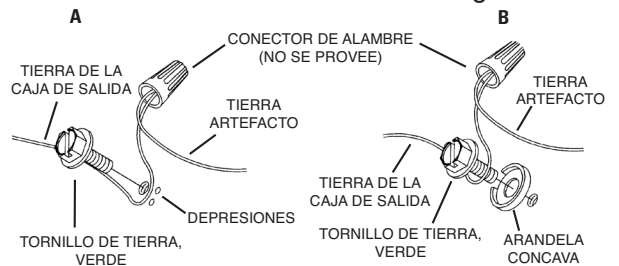 A
B
CONECTOR DE ALAMBRE
(NO SE PROVEE)
TIERRA DE LA
CAJA DE SALIDA
TIERRA
ARTEFACTO
DEPRESIONES
TORNILLO DE TIERRA,
VERDE
TIERRA
ARTEFACTO
TIERRA DE LA
CAJA DE SALIDA
TORNILLO DE TIERRA,
VERDE
ARANDELA
CONCAVA